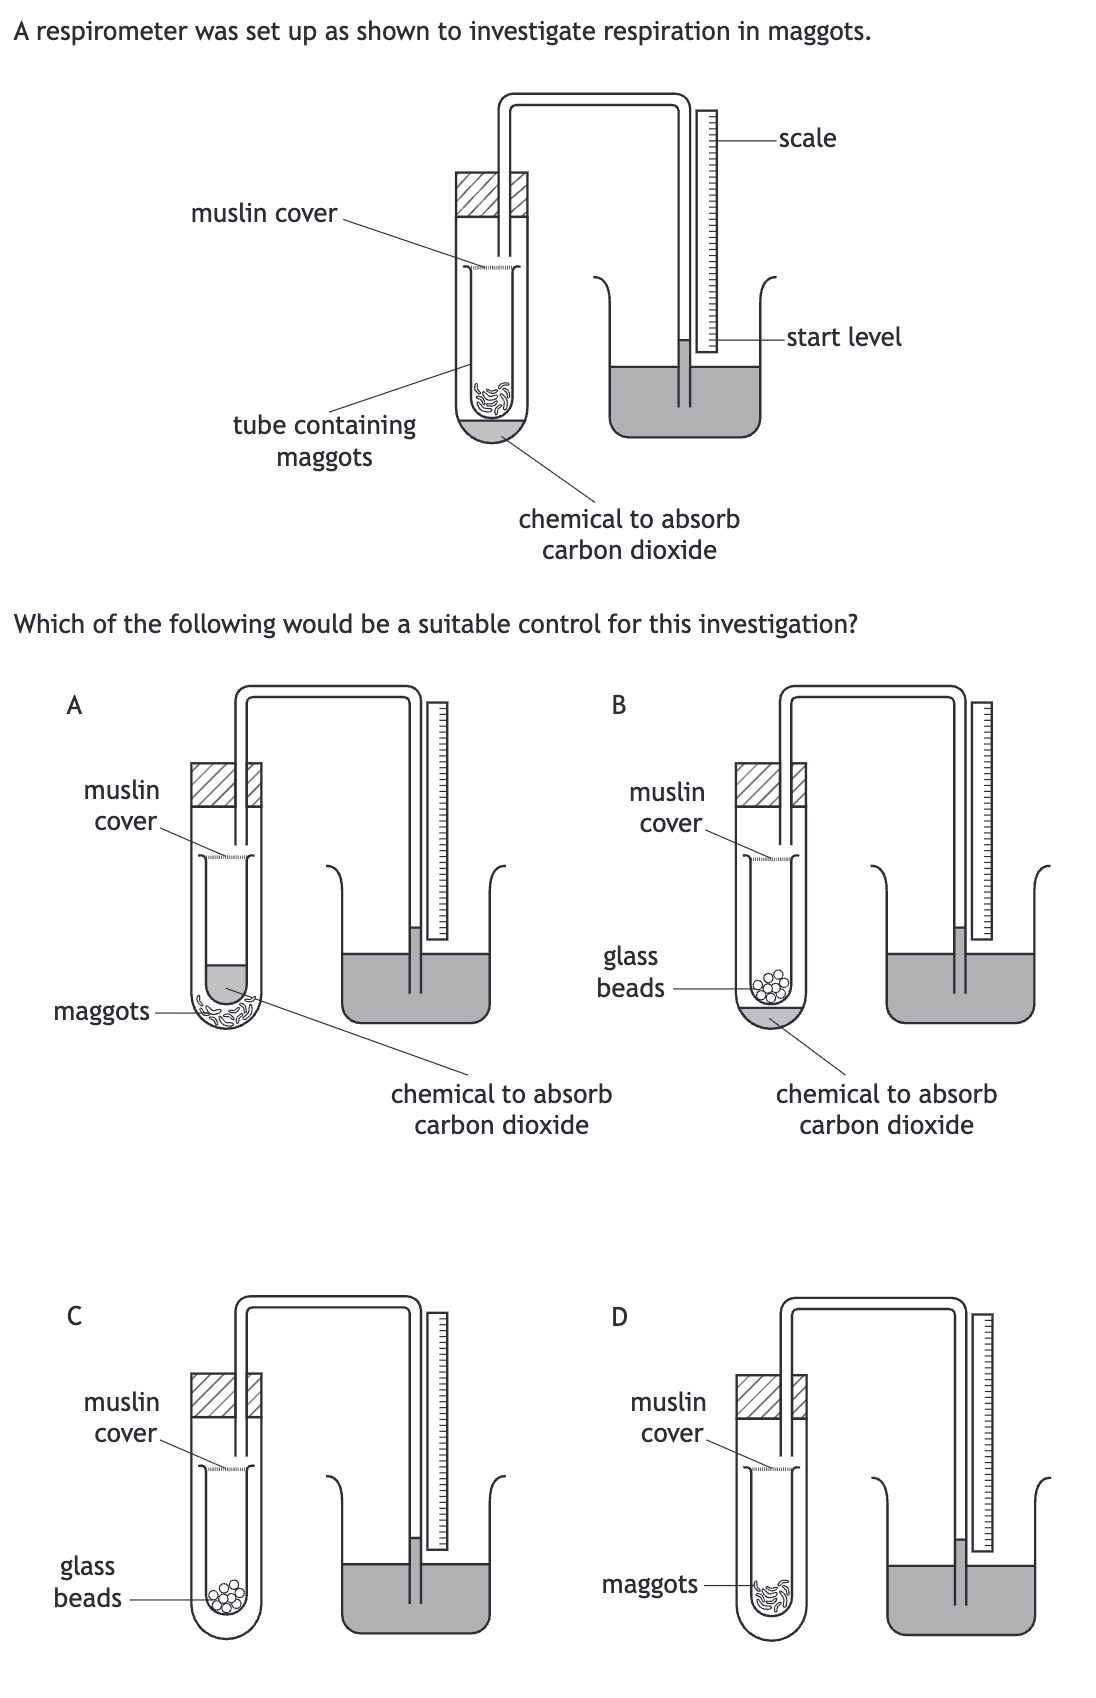 A respirometer was set up as shown to investigate respiration in maggots.
scale
muslin cover
start level
tube containing
maggots
chemical to absorb
carbon dioxide
Which of the following would be a suitable control for this investigation?
A
muslin
cover
maggots
chemical to absorb
carbon dioxide
B
muslin
cover
glass
beads
chemical to absorb
carbon dioxide
C
muslin
cover
glass
beads
D
muslin
cover
maggots